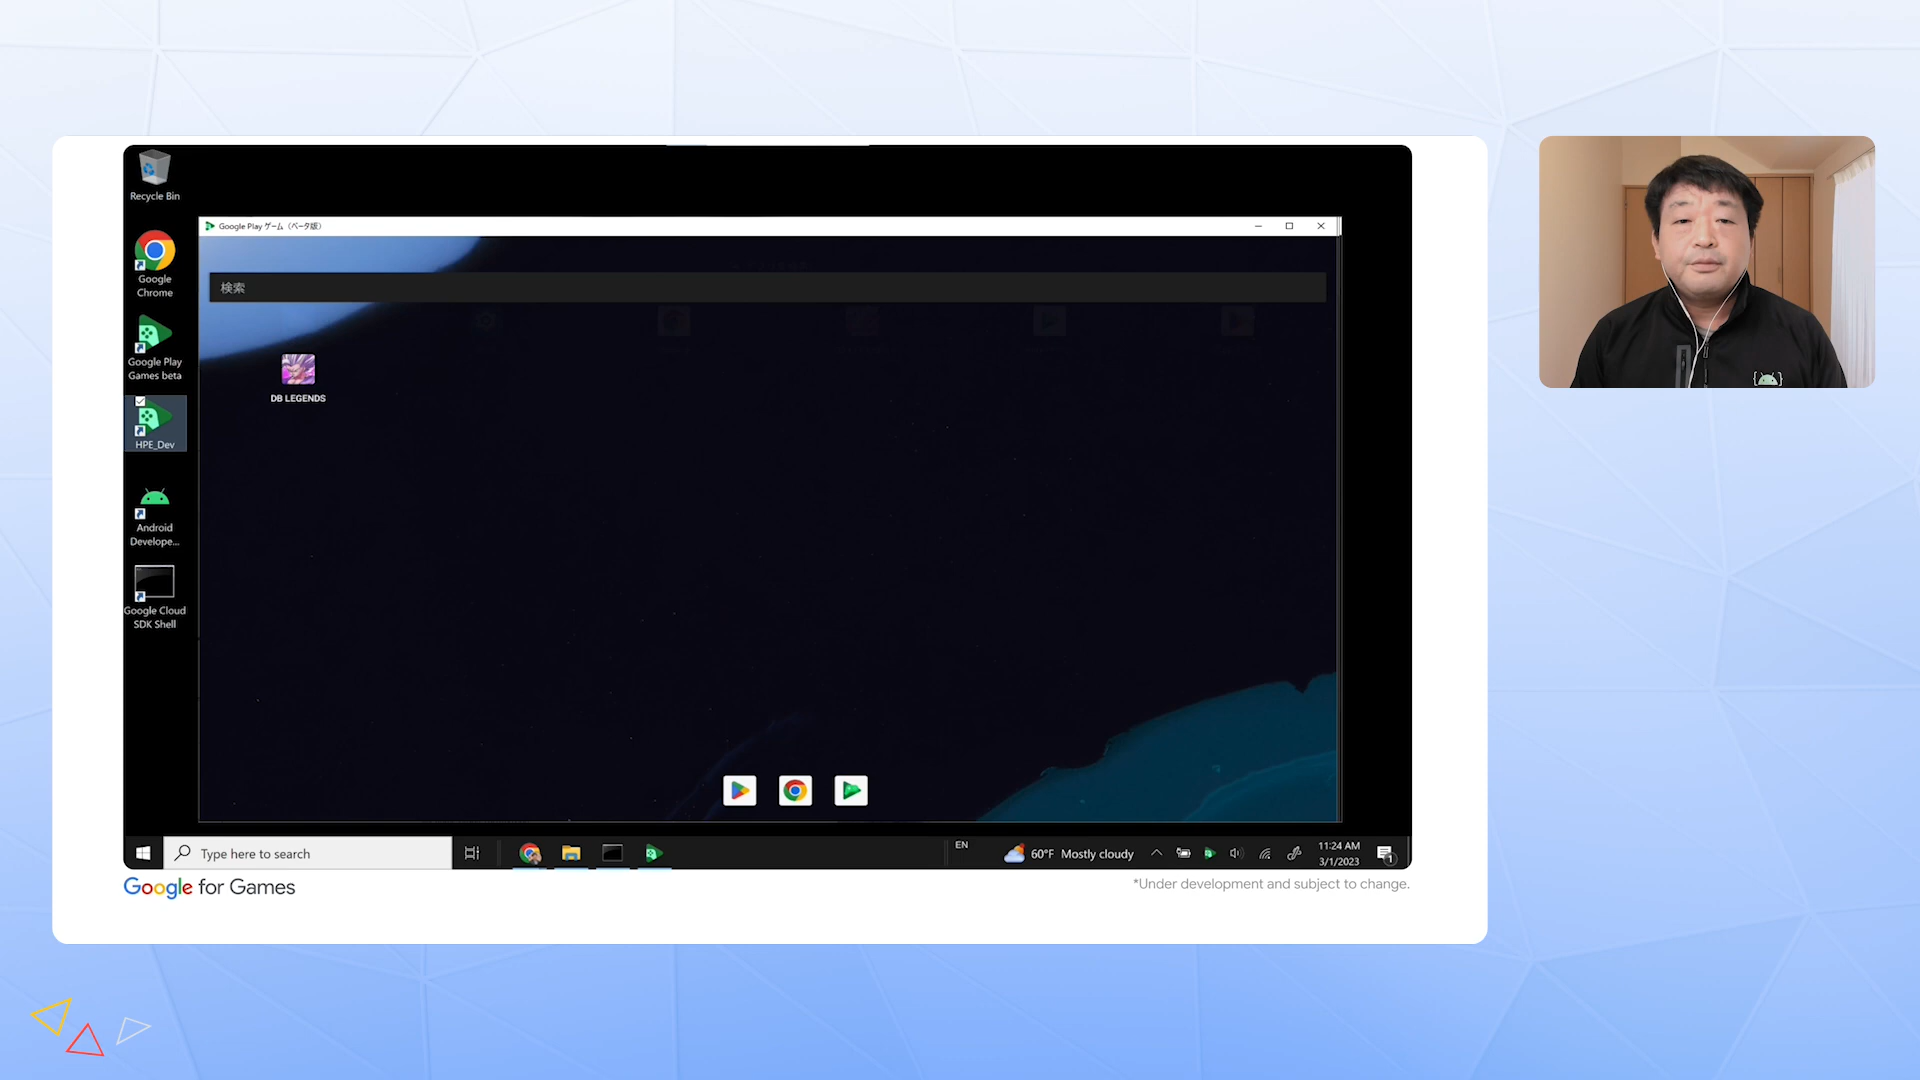 Recycle Bin
Google Play ゲーム（ベータ版）
Google
Chrome
検索
Google Play
Games beta
DB LEGENDS
HPE_Dev
Android
Develope...
Google Cloud
SDK Shell
Type here to search
EN
60°F Mostly cloudy
11:24 AM
3/1/2023
1
Google for Games
*Under development and subject to change.